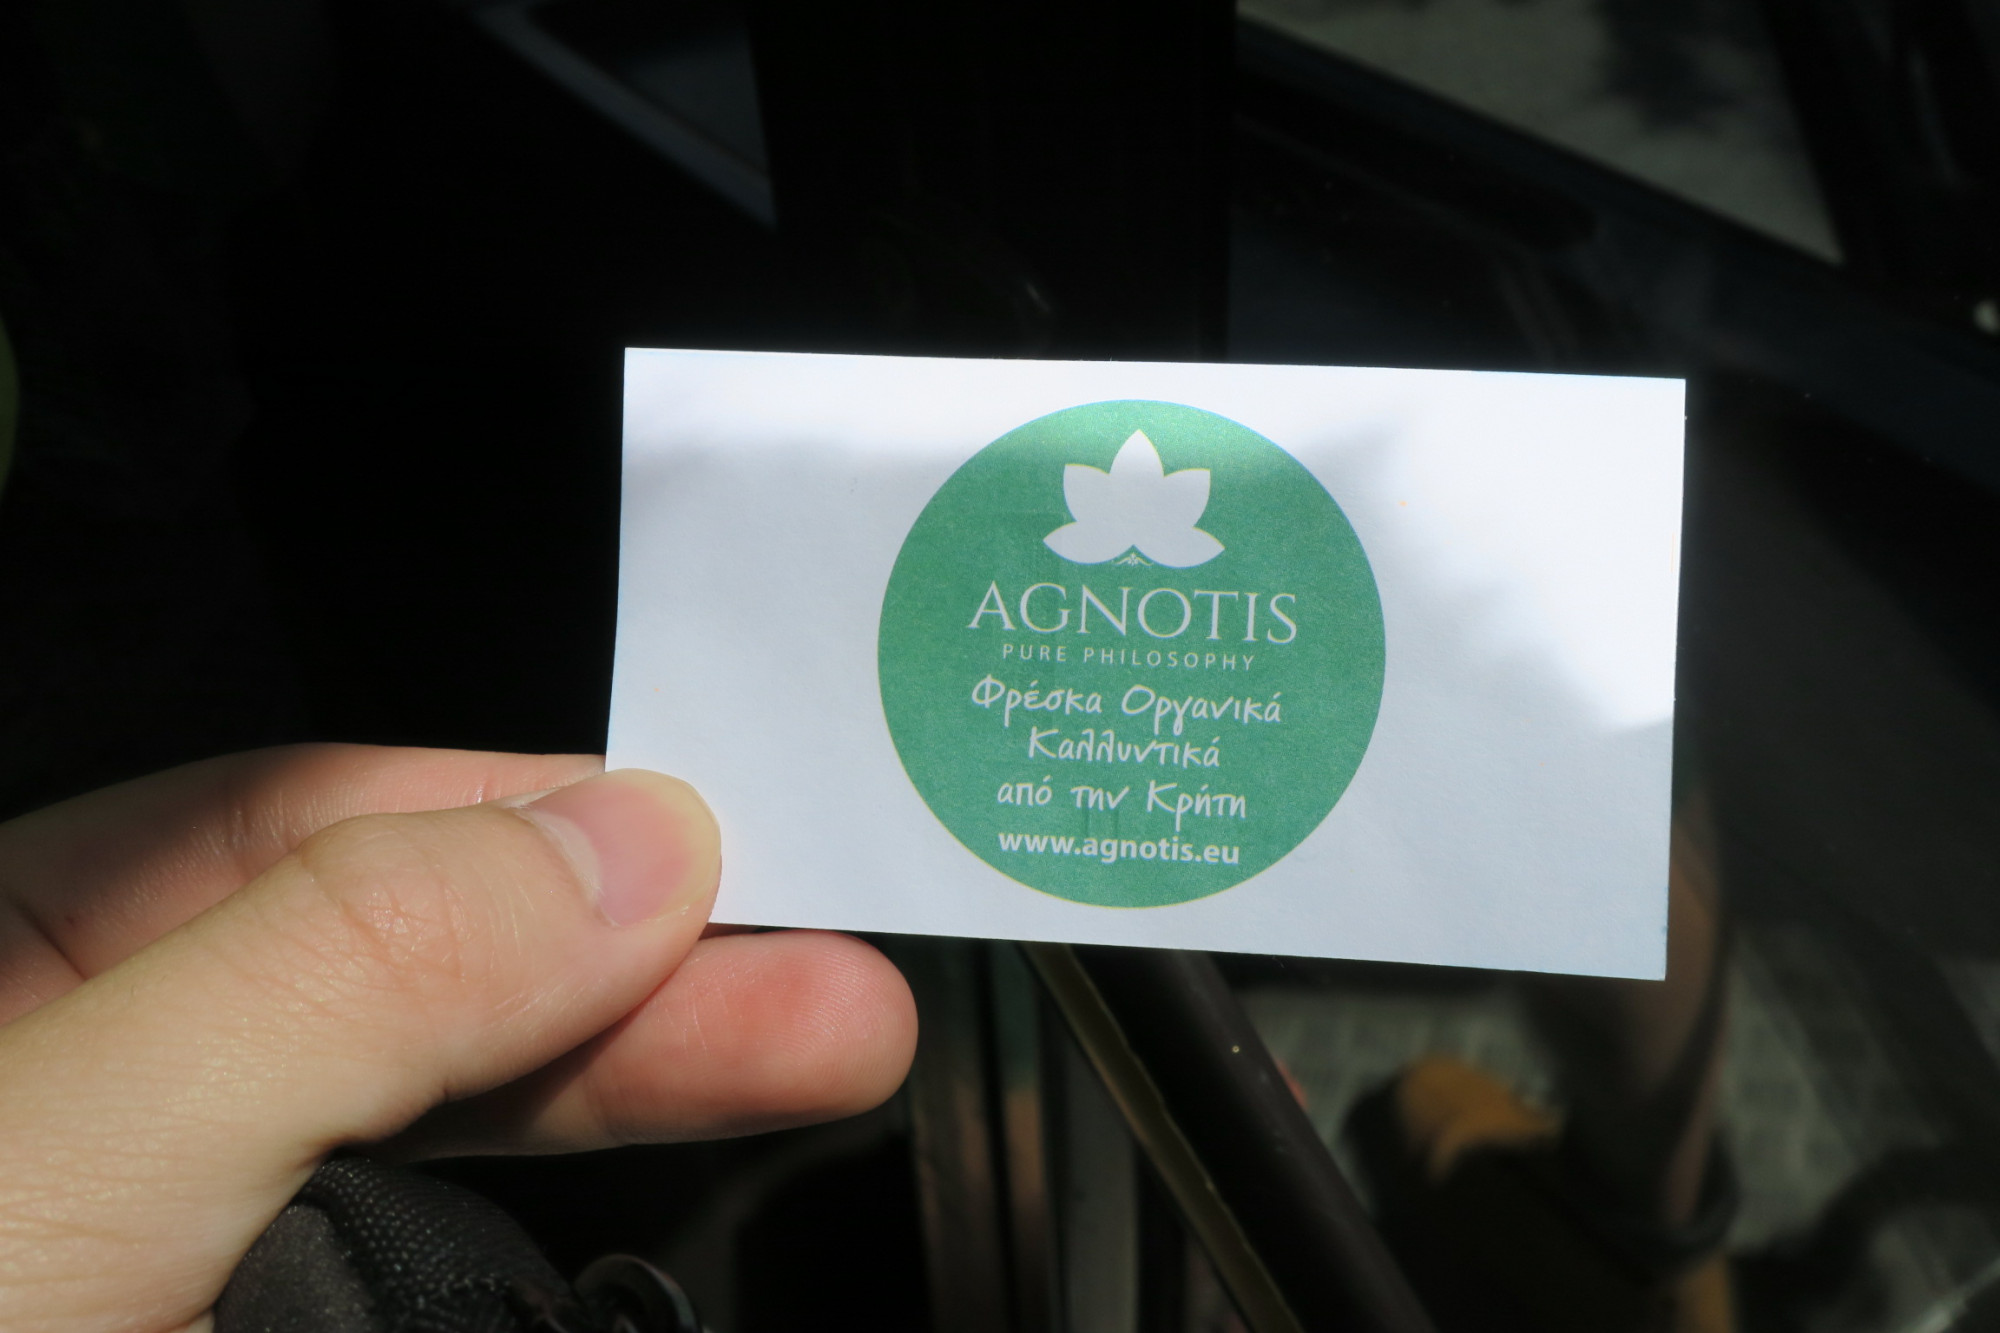 AGNOTIS
PURE PHILOSOPHY
Φρέσκα Οργανικά
Καλλυντικά
από την Κρήτη
www.agnotis.eu